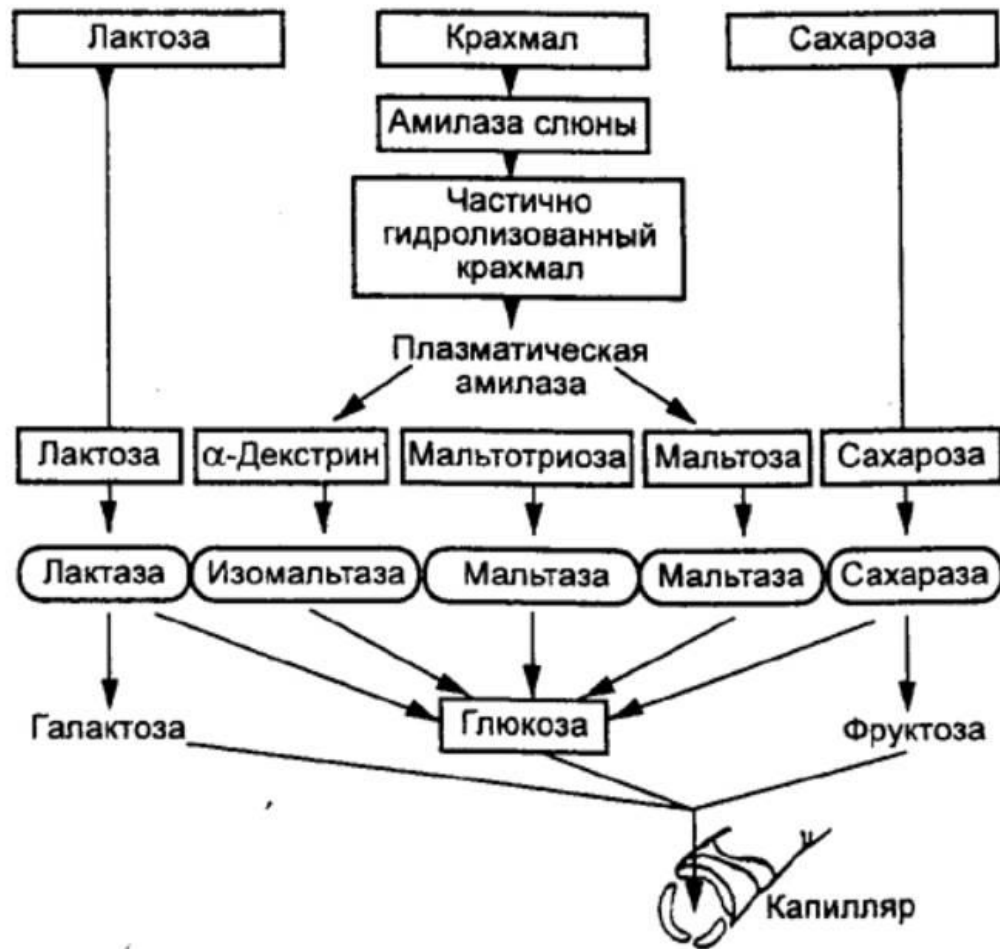 Лактоза
Крахмал
Сахароза
Амилаза слюны
Частично
гидролизованный
крахмал
Плазматическая
амилаза
Лактоза
α-Декстрин
Мальтотриоза
Мальтоза
Сахароза
Лактаза
Изомальтаза
Мальтаза
Мальтаза
Сахараза
Галактоза
Глюкоза
Фруктоза
Капилляр